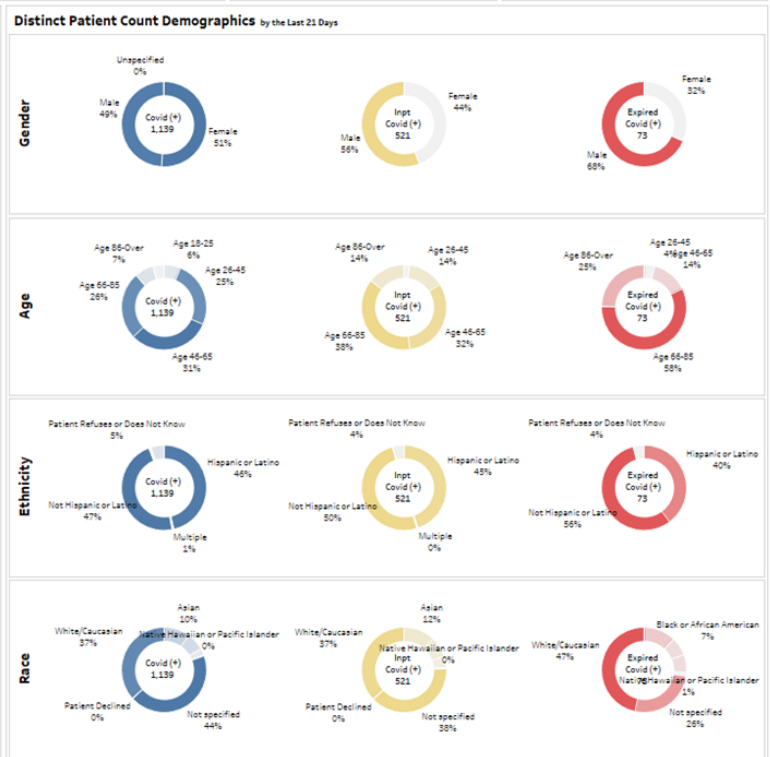 Distinct Patient Count Demographics by the Last 21 Days
Gender
Unspecified
0%
Male
49%
Covid (+)
1,139
Female
51%
Inpt
Covid (+)
521
Female
44%
Male
56%
Expired
Covid (+)
73
Female
32%
Male
68%
Age
Age 86-Over
7%
Age 18-25
6%
Age 26-45
25%
Age 66-85
26%
Covid (+)
1,139
Age 46-65
31%
Age 86-Over
14%
Age 26-45
14%
Inpt
Covid (+)
521
Age 66-85
38%
Age 46-65
32%
Age 86-Over
25%
Age 26-45
4%
Age 46-65
14%
Expired
Covid (+)
73
Age 66-85
58%
Ethnicity
Patient Refuses or Does Not Know
5%
Hispanic or Latino
46%
Covid (+)
1,139
Not Hispanic or Latino
47%
Multiple
1%
Patient Refuses or Does Not Know
4%
Hispanic or Latino
45%
Inpt
Covid (+)
521
Not Hispanic or Latino
50%
Multiple
0%
Patient Refuses or Does Not Know
4%
Hispanic or Latino
40%
Expired
Covid (+)
73
Not Hispanic or Latino
56%
Race
Asian
10%
White/Caucasian
37%
Native Hawaiian or Pacific Islander
0%
Covid (+)
1,139
Patient Declined
0%
Not specified
44%
Asian
12%
White/Caucasian
37%
Native Hawaiian or Pacific Islander
0%
Inpt
Covid (+)
521
Patient Declined
0%
Not specified
38%
Black or African American
7%
White/Caucasian
47%
Expired
Covid (+)
Native Hawaiian or Pacific Islander
1%
Not specified
26%